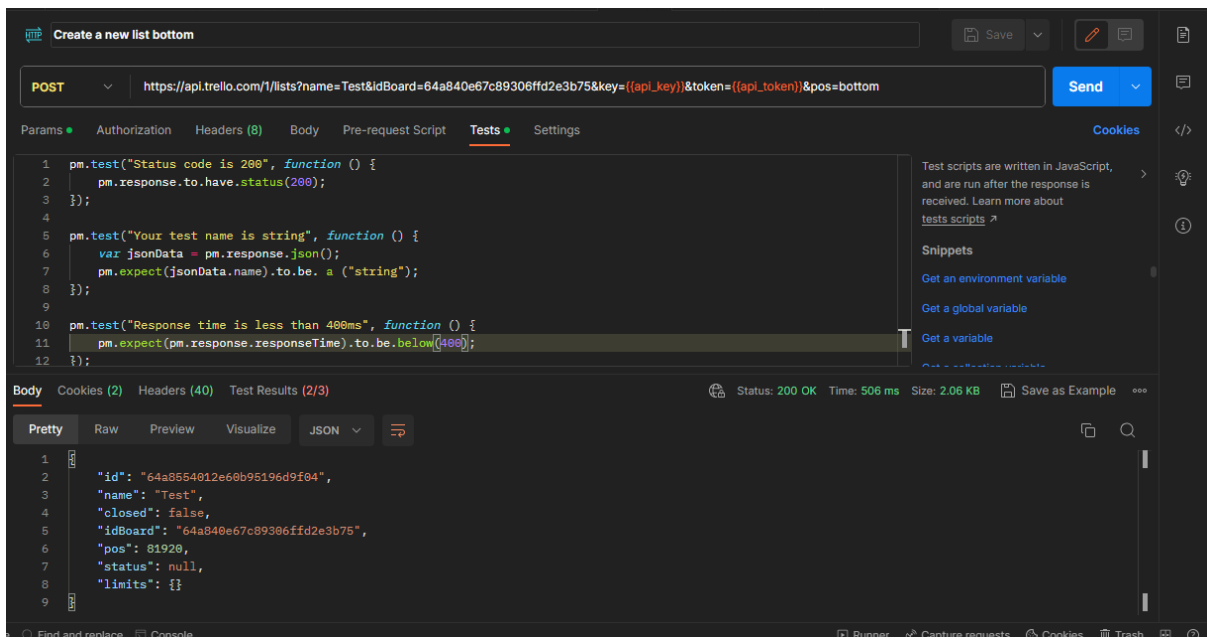 HTTP Create a new list bottom Save
POST https://api.trello.com/1/lists?name=Test&idBoard=64a840e67c89306ffd2e3b75&key={{api_key}}&token={{api_token}}&pos=bottom Send
Params Authorization Headers (8) Body Pre-request Script Tests Settings Cookies
1 pm.test("Status code is 200", function () {
2 pm.response.to.have.status(200);
3 });
4
5 pm.test("Your test name is string", function () {
6 var jsonData = pm.response.json();
7 pm.expect(jsonData.name).to.be. a ("string");
8 });
9
10 pm.test("Response time is less than 400ms", function () {
11 pm.expect(pm.response.responseTime).to.be.below(400);
12 });
Test scripts are written in JavaScript,
and are run after the response is
received. Learn more about
tests scripts ↗
Snippets
Get an environment variable
Get a global variable
Get a variable
Get a collection variable
Body Cookies (2) Headers (40) Test Results (2/3) Status: 200 OK Time: 506 ms Size: 2.06 KB Save as Example
Pretty Raw Preview Visualize JSON
1 {
2 "id": "64a8554012e60b95196d9f04",
3 "name": "Test",
4 "closed": false,
5 "idBoard": "64a840e67c89306ffd2e3b75",
6 "pos": 81920,
7 "status": null,
8 "limits": {}
9 }
Find and replace Console Runner Capture requests Cookies Trash